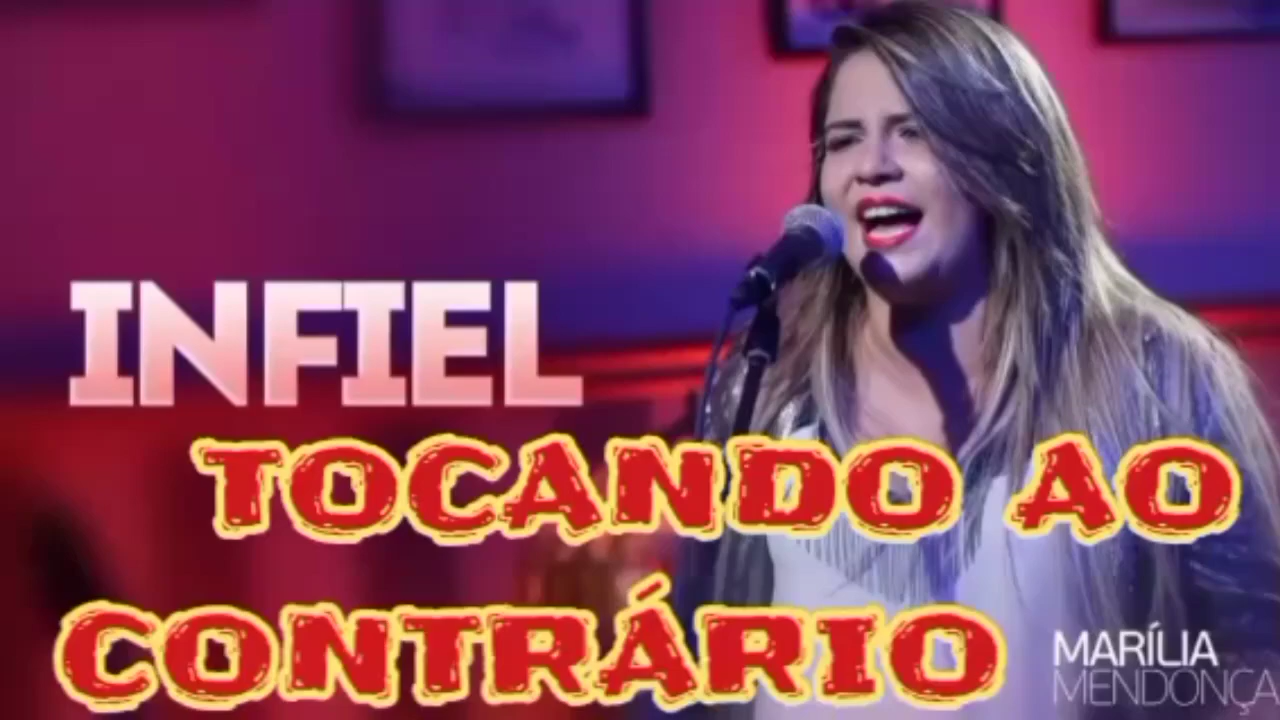 INFIEL
TOCANDO AO
CONTRÁRIO
MARÍLIA
MENDONÇA